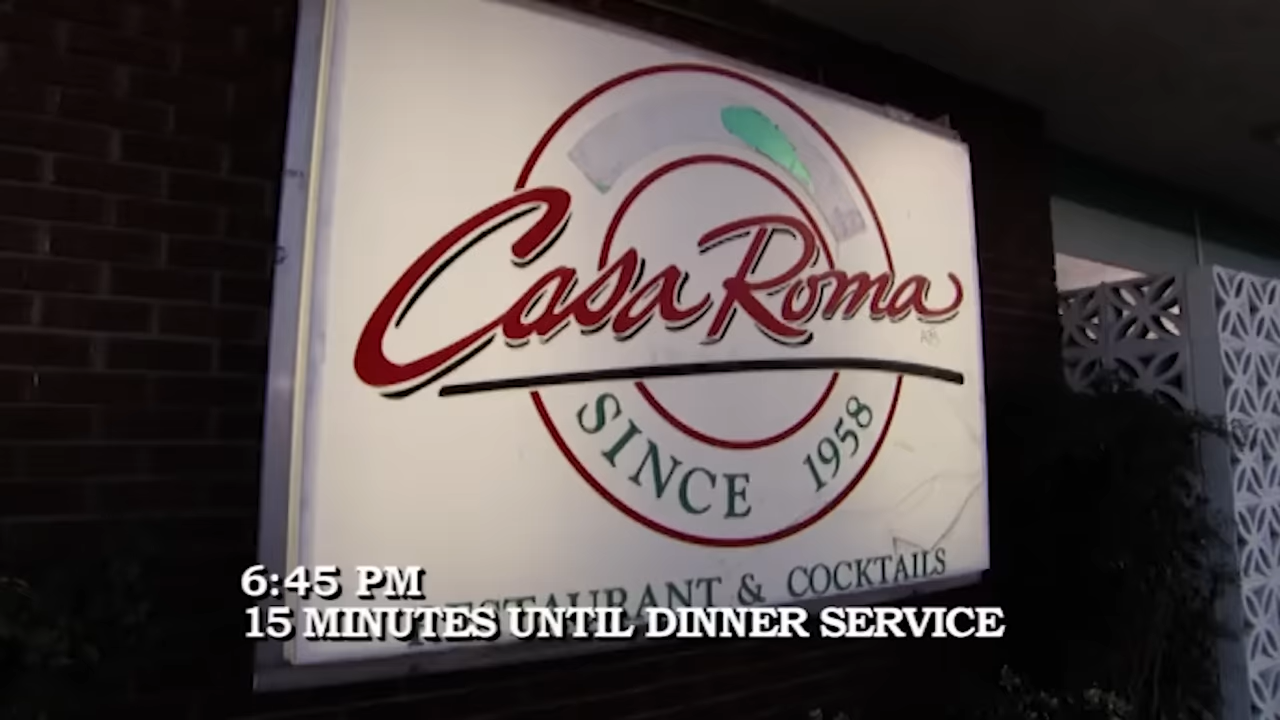 Casa Roma
SINCE 1958
RESTAURANT & COCKTAILS
6:45 PM
15 MINUTES UNTIL DINNER SERVICE